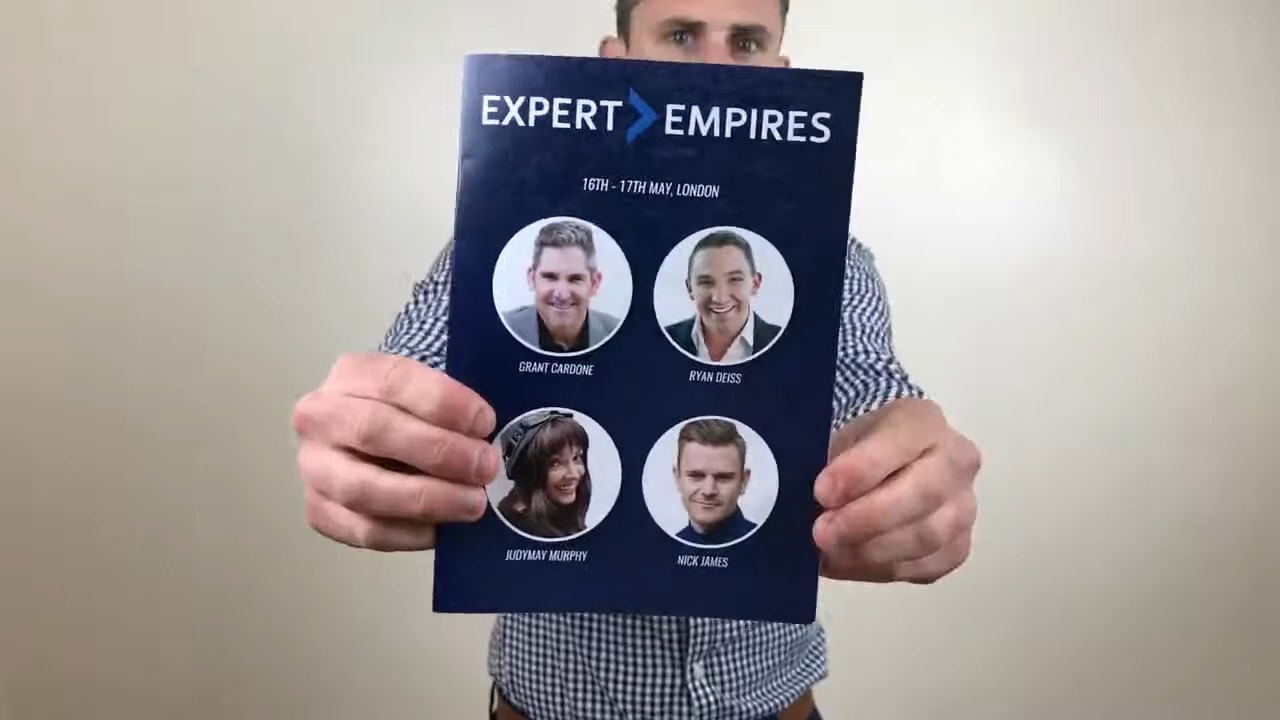 EXPERT EMPIRES
16TH - 17TH MAY, LONDON
GRANT CARDONE
RYAN DEISS
JUDYMAY MURPHY
NICK JAMES